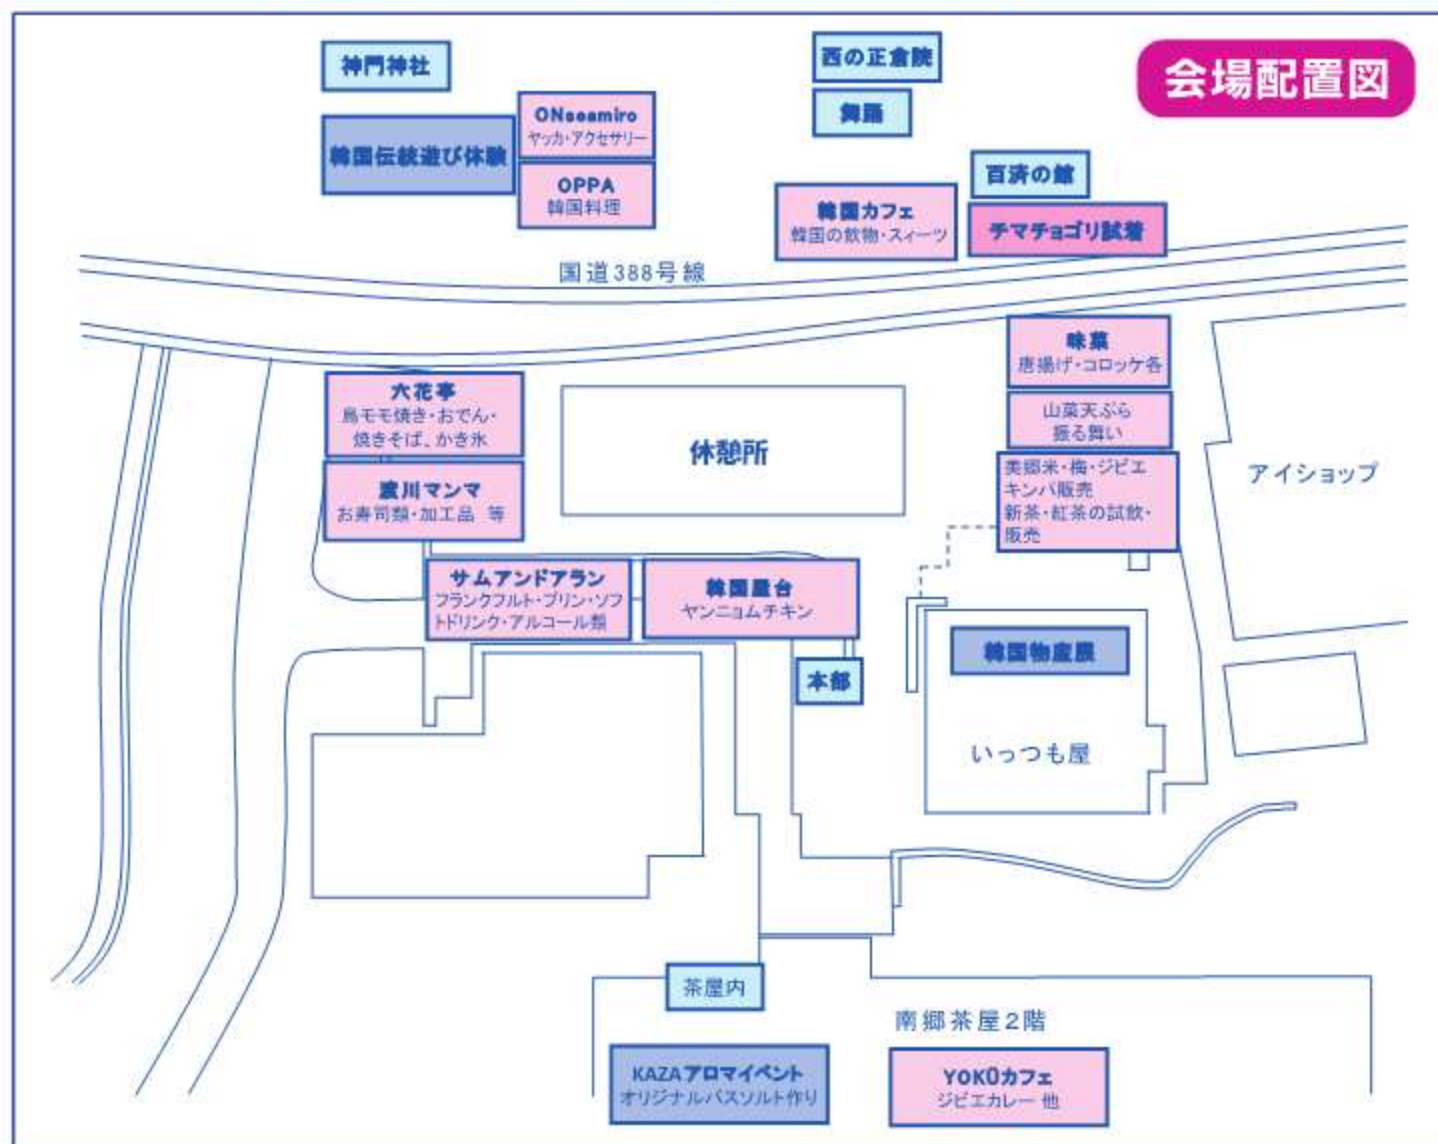 会場配置図
神門神社
西の正倉院
舞踊
韓国伝統遊び体験
ONseamiro
ヤッカ・アクセサリー
OPPA
韓国料理
百済の館
韓国カフェ
韓国の飲物・スィーツ
チマチョゴリ試着
国道388号線
味菜
唐揚げ・コロッケ各
山菜天ぷら
振る舞い
美郷米・梅・ジビエ
キンパ販売
新茶・紅茶の試飲・
販売
アイショップ
六花亭
鳥モモ焼き・おでん・
焼きそば、かき氷
休憩所
渡川マンマ
お寿司類・加工品 等
サムアンドアラン
フランクフルト・プリン・ソフ
トドリンク・アルコール類
韓国屋台
ヤンニョムチキン
本部
韓国物産展
いっつも屋
茶屋内
南郷茶屋2階
KAZAアロマイベント
オリジナルバスソルト作り
YOKOカフェ
ジビエカレー 他